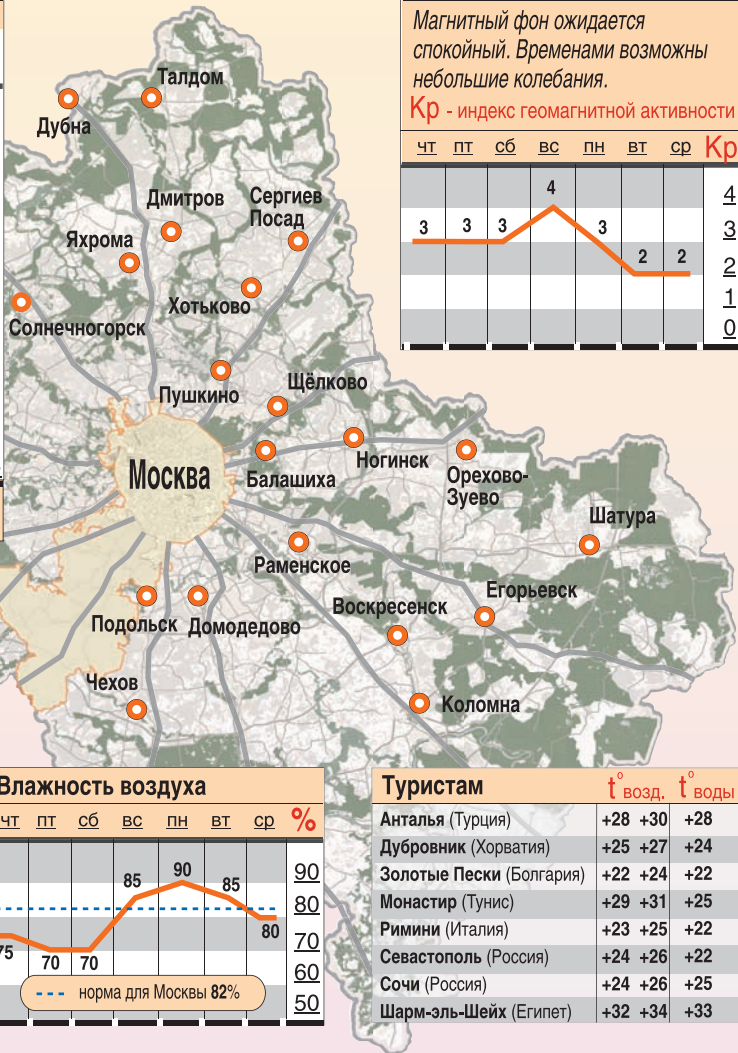 Магнитный фон ожидается
спокойный. Временами возможны
небольшие колебания.
Kp - индекс геомагнитной активности
чт пт сб вс пн вт ср Kp
4
3
2
1
0
3 3 3 4 3 2 2
Талдом
Дубна
Дмитров
Сергиев
Посад
Яхрома
Хотьково
Солнечногорск
Пушкино
Щёлково
Москва
Балашиха
Ногинск
Орехово-
Зуево
Шатура
Раменское
Егорьевск
Воскресенск
Подольск
Домодедово
Чехов
Коломна
Влажность воздуха
чт пт сб вс пн вт ср %
90
80
70
60
50
75 70 70 85 90 85 80
норма для Москвы 82%
Туристам t° возд. t° воды
Анталья (Турция) +28 +30 +28
Дубровник (Хорватия) +25 +27 +24
Золотые Пески (Болгария) +22 +24 +22
Монастир (Тунис) +29 +31 +25
Римини (Италия) +23 +25 +22
Севастополь (Россия) +24 +26 +22
Сочи (Россия) +24 +26 +25
Шарм-эль-Шейх (Египет) +32 +34 +33